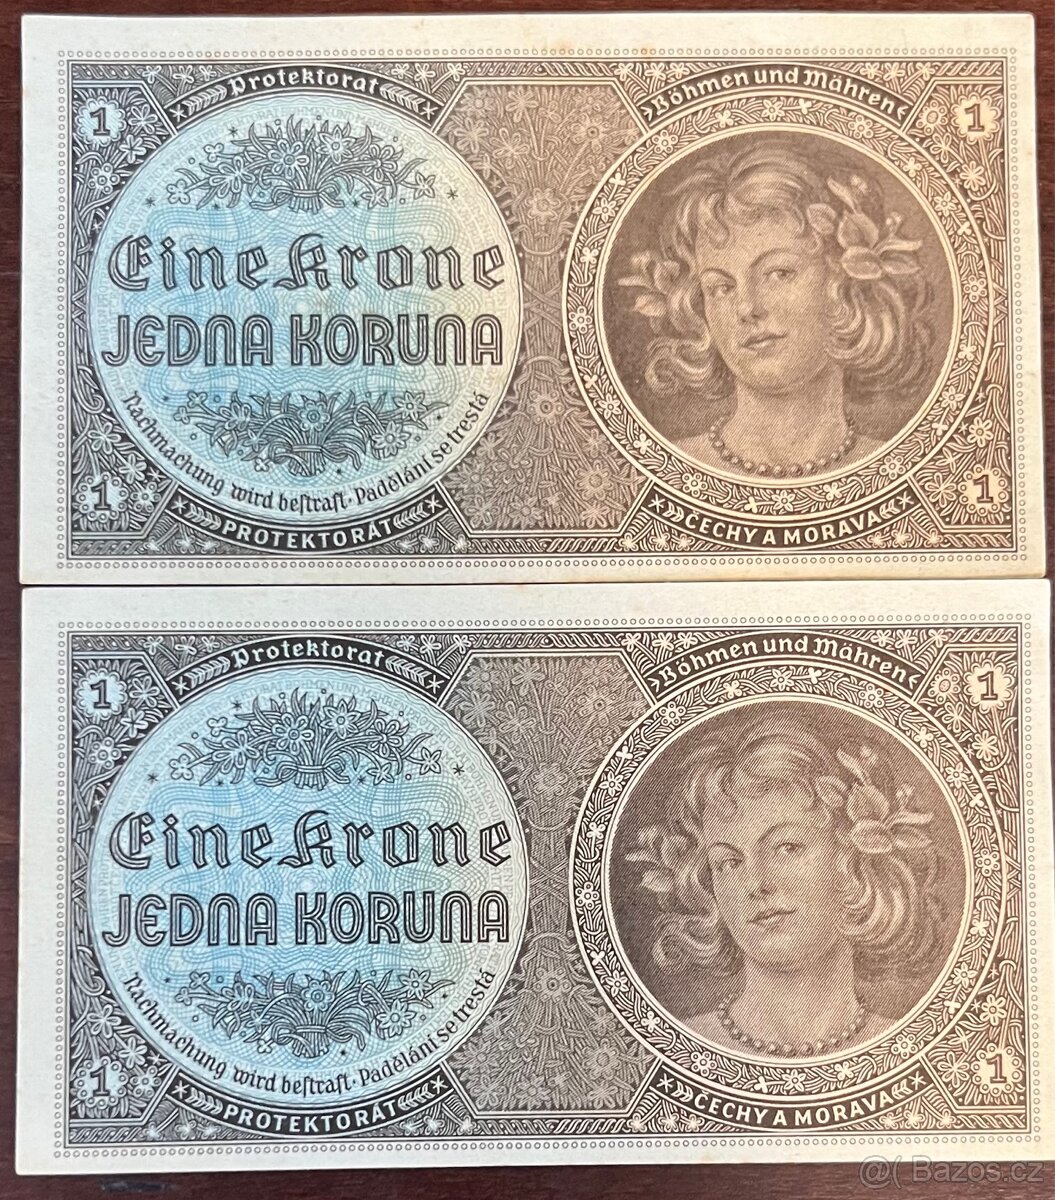 Protektorat
Böhmen und Mähren
1
1
Eine Krone
JEDNA KORUNA
Nachmachung wird bestraft · Padělání se trestá
1
1
PROTEKTORÁT
ČECHY A MORAVA
Protektorat
Böhmen und Mähren
1
1
Eine Krone
JEDNA KORUNA
Nachmachung wird bestraft · Padělání se trestá
1
1
PROTEKTORÁT
ČECHY A MORAVA
@( Bazos.cz